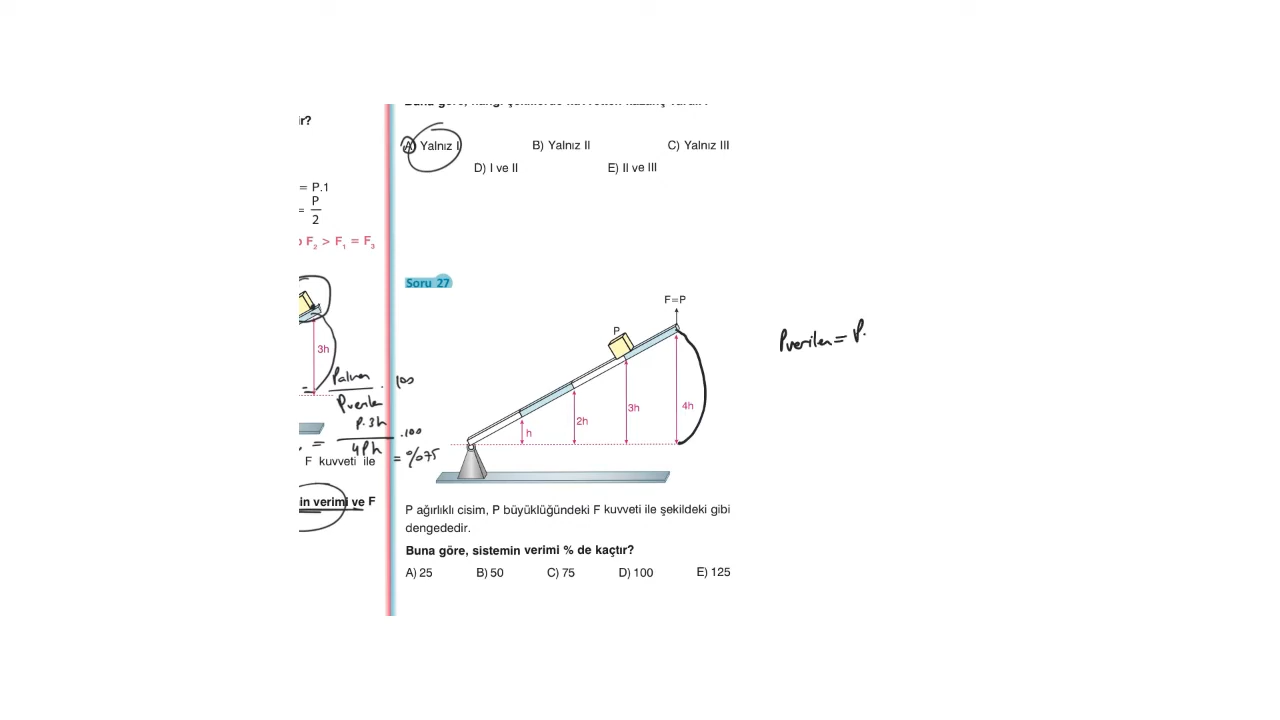 ir?
= P.1
= P
2
F₂ > F₁ = F₃
3h
= Palınan . 100
Pverilen
= P.3h .100
4Ph
= %75
F kuvveti ile
in verimi ve F
A) Yalnız I B) Yalnız II C) Yalnız III
D) I ve II E) II ve III
Soru 27
F=P
P
h
2h
3h
4h
Pverilen = P.
P ağırlıklı cisim, P büyüklüğündeki F kuvveti ile şekildeki gibi
dengededir.
Buna göre, sistemin verimi % de kaçtır?
A) 25 B) 50 C) 75 D) 100 E) 125